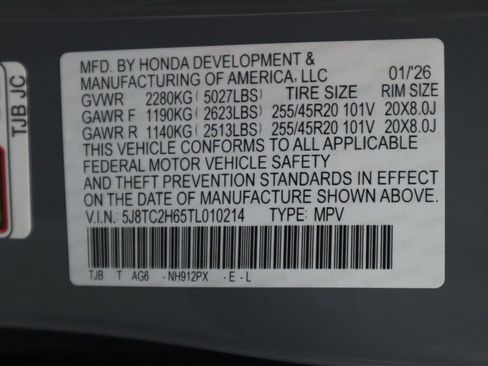 MFD. BY HONDA DEVELOPMENT &
MANUFACTURING OF AMERICA, LLC 01/'26
GVWR 2280KG (5027LBS) TIRE SIZE RIM SIZE
GAWR F 1190KG (2623LBS) 255/45R20 101V 20X8.0J
GAWR R 1140KG (2513LBS) 255/45R20 101V 20X8.0J
THIS VEHICLE CONFORMS TO ALL APPLICABLE
FEDERAL MOTOR VEHICLE SAFETY
AND THEFT PREVENTION STANDARDS IN EFFECT
ON THE DATE OF MANUFACTURE SHOWN ABOVE.
V.I.N: 5J8TC2H65TL010214 TYPE: MPV
TJB T AG6 -NH912PX -E-L
TJB JC